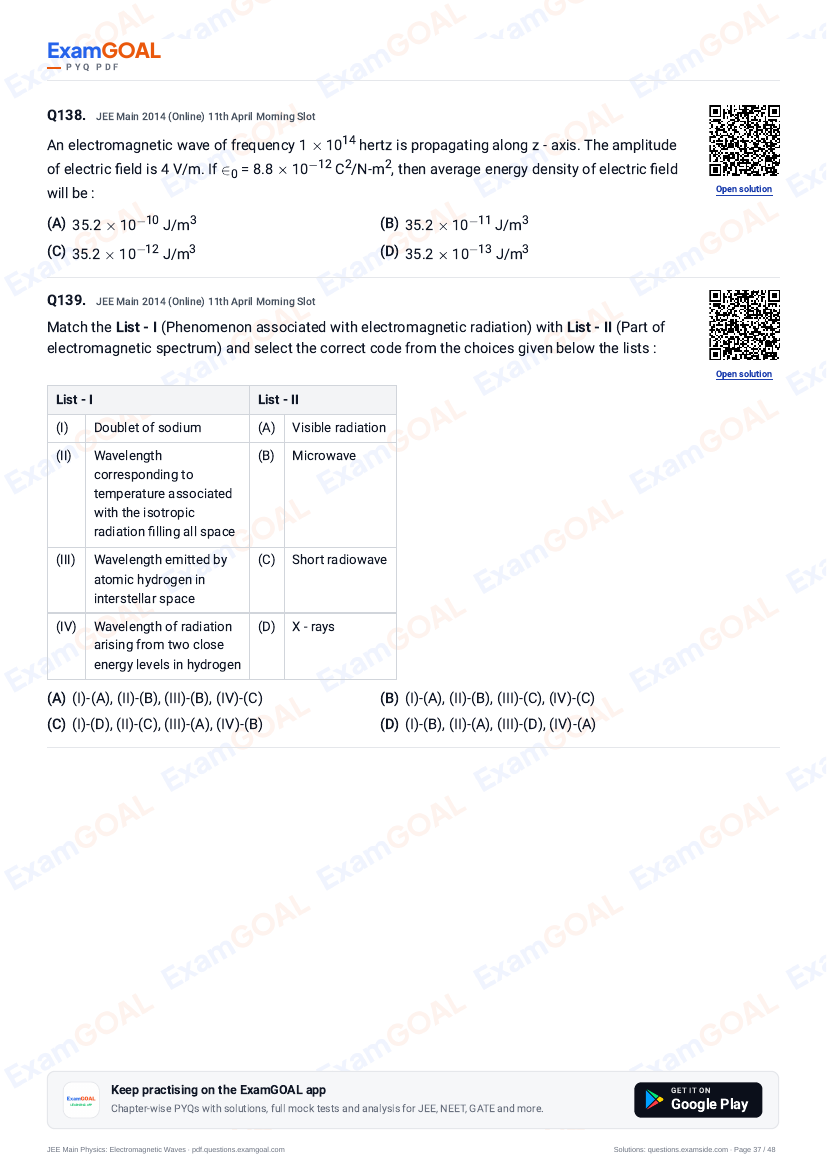 ExamGOAL
PYQ PDF
Q138. JEE Main 2014 (Online) 11th April Morning Slot
An electromagnetic wave of frequency 1 × 10^14 hertz is propagating along z - axis. The amplitude
of electric field is 4 V/m. If ∈0 = 8.8 × 10^−12 C^2/N-m^2, then average energy density of electric field
will be :
Open solution
(A) 35.2 × 10^−10 J/m^3 (B) 35.2 × 10^−11 J/m^3
(C) 35.2 × 10^−12 J/m^3 (D) 35.2 × 10^−13 J/m^3
Q139. JEE Main 2014 (Online) 11th April Morning Slot
Match the List - I (Phenomenon associated with electromagnetic radiation) with List - II (Part of
electromagnetic spectrum) and select the correct code from the choices given below the lists :
Open solution
List - I List - II
(I) Doublet of sodium (A) Visible radiation
(II) Wavelength (B) Microwave
corresponding to
temperature associated
with the isotropic
radiation filling all space
(III) Wavelength emitted by (C) Short radiowave
atomic hydrogen in
interstellar space
(IV) Wavelength of radiation (D) X - rays
arising from two close
energy levels in hydrogen
(A) (I)-(A), (II)-(B), (III)-(B), (IV)-(C) (B) (I)-(A), (II)-(B), (III)-(C), (IV)-(C)
(C) (I)-(D), (II)-(C), (III)-(A), (IV)-(B) (D) (I)-(B), (II)-(A), (III)-(D), (IV)-(A)
Keep practising on the ExamGOAL app
Chapter-wise PYQs with solutions, full mock tests and analysis for JEE, NEET, GATE and more.
GET IT ON
Google Play
JEE Main Physics: Electromagnetic Waves · pdf.questions.examgoal.com Solutions: questions.examside.com · Page 37 / 48